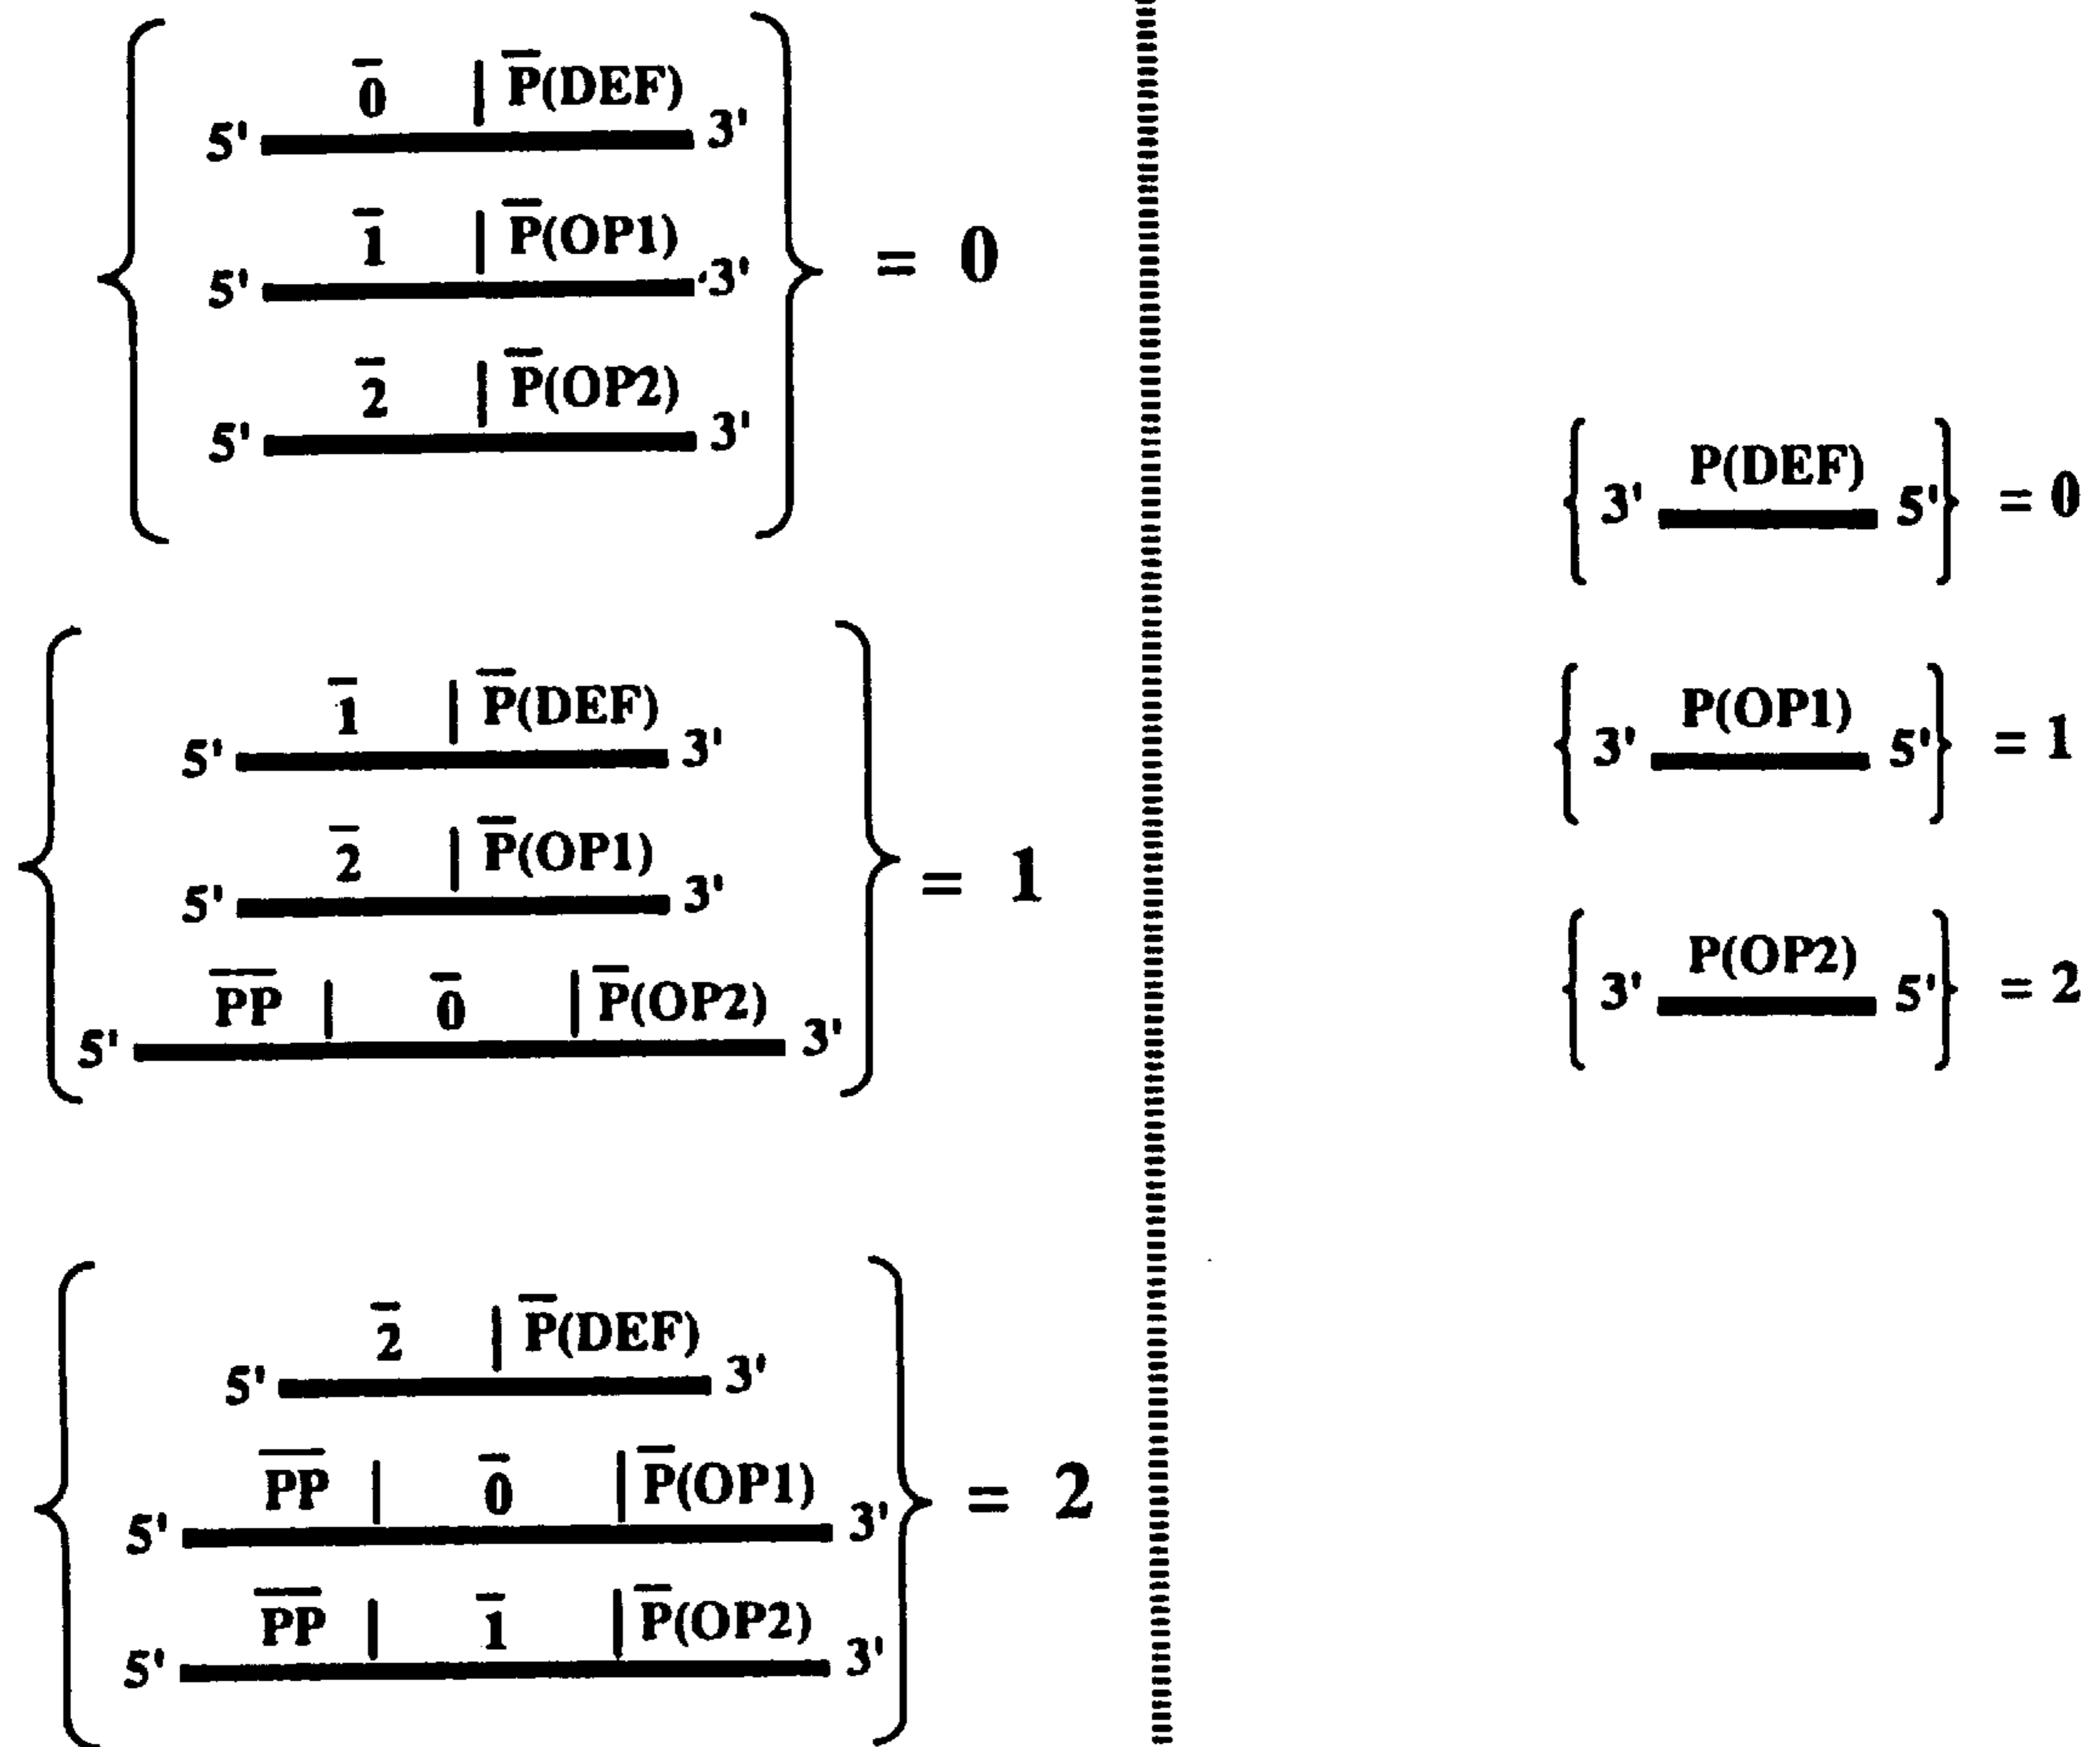 0̅ | P̅(DEF)
5' 3'
1̅ | P̅(OP1)
5' 3'
2̅ | P̅(OP2)
5' 3'
= 0
1̅ | P̅(DEF)
5' 3'
2̅ | P̅(OP1)
5' 3'
P̅P̅ | 0̅ | P̅(OP2)
5' 3'
= 1
2̅ | P̅(DEF)
5' 3'
P̅P̅ | 0̅ | P̅(OP1)
5' 3'
P̅P̅ | 1̅ | P̅(OP2)
5' 3'
= 2
P(DEF)
{ 3' 5' } = 0
P(OP1)
{ 3' 5' } = 1
P(OP2)
{ 3' 5' } = 2